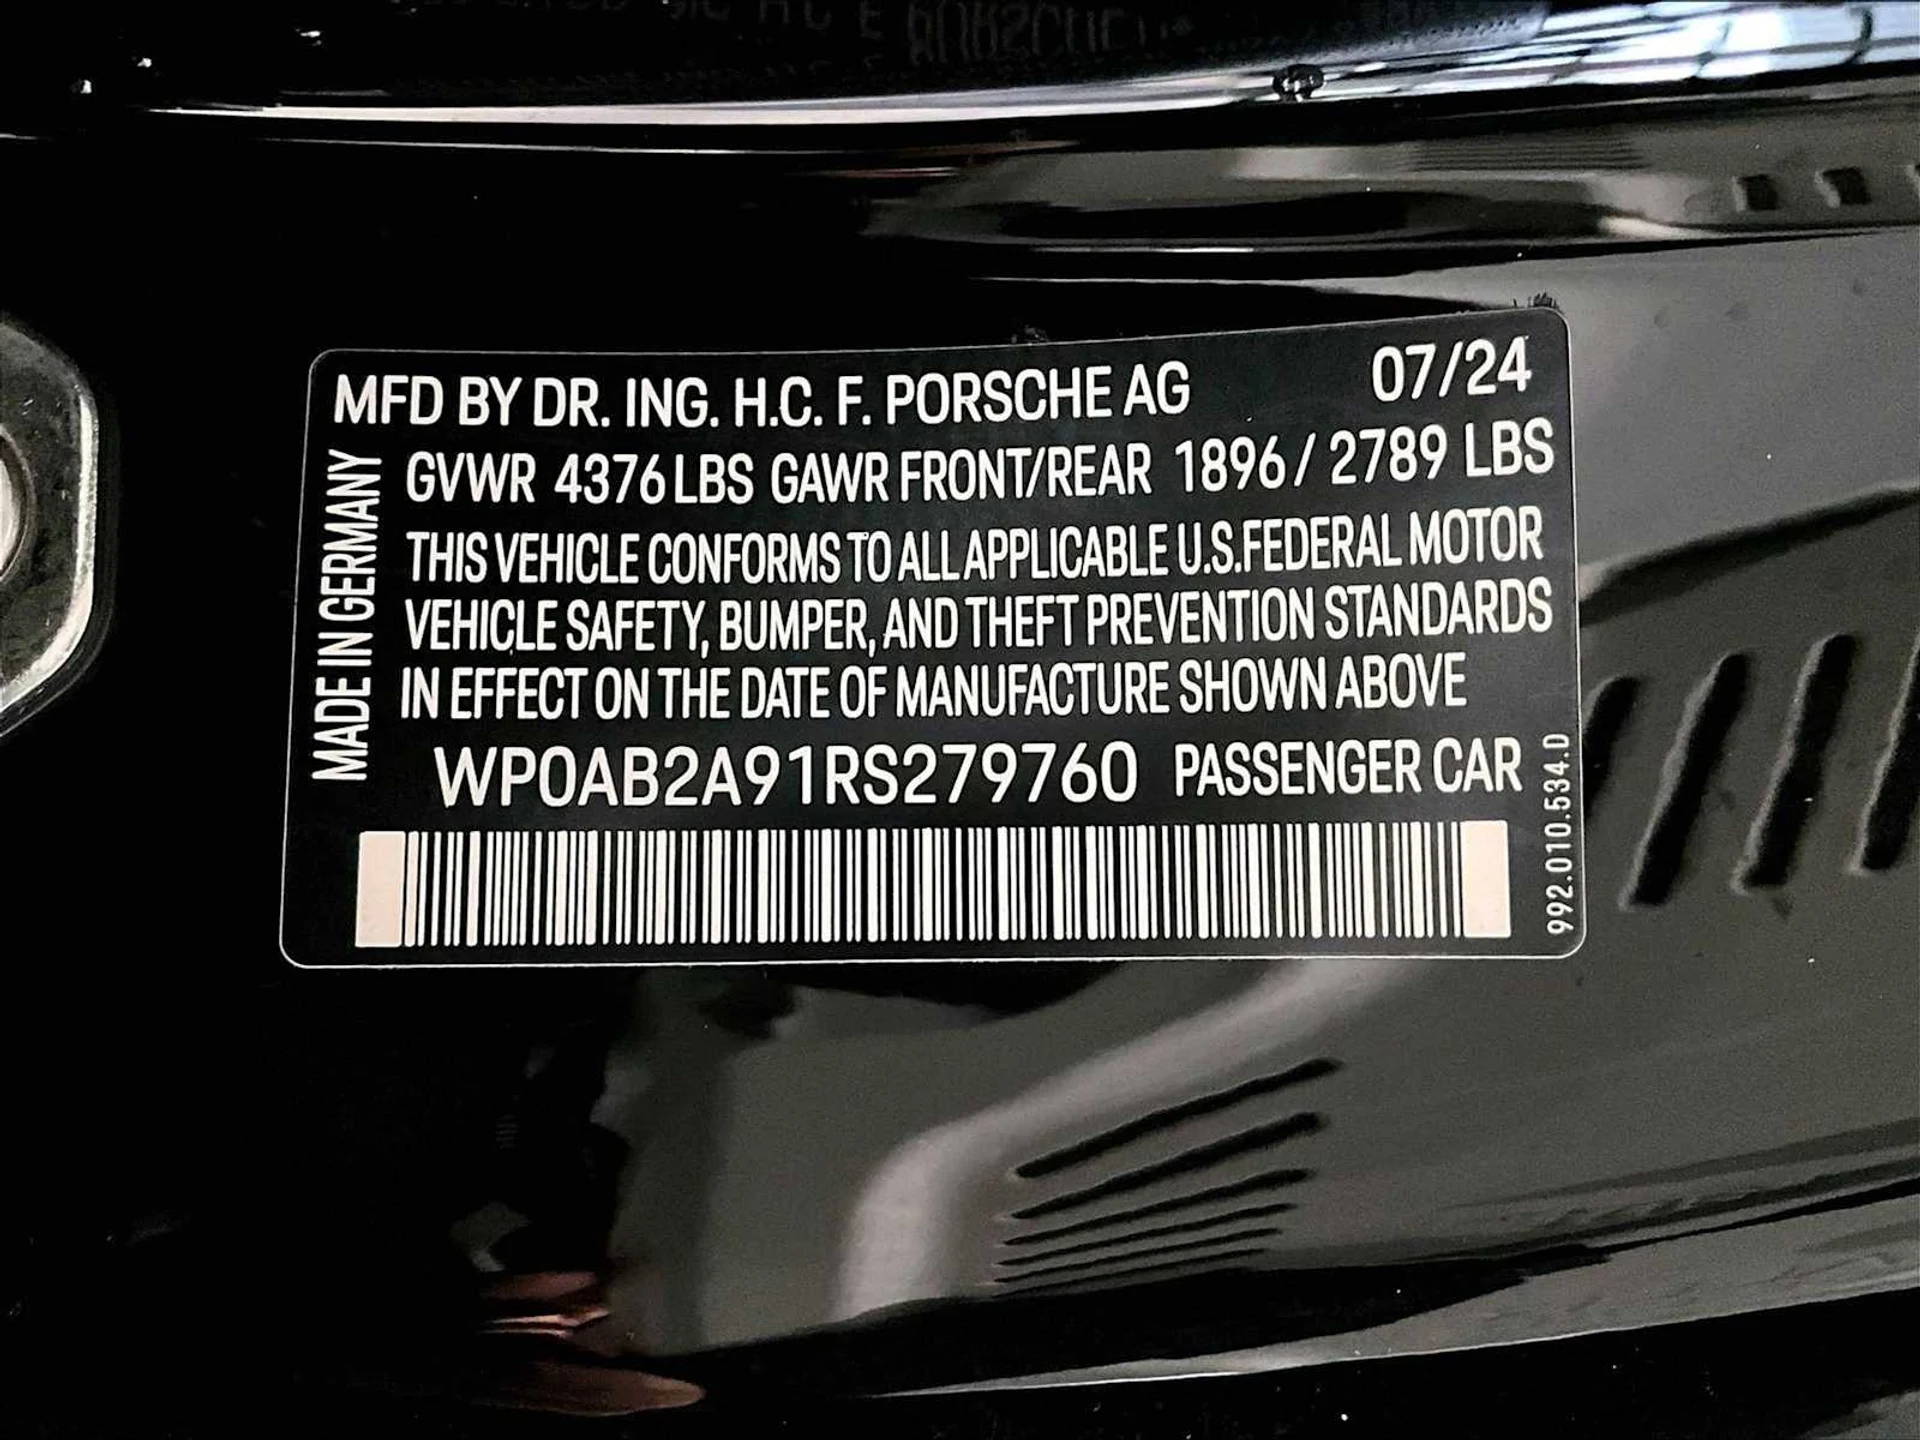 MFD BY DR. ING. H.C. F. PORSCHE AG 07/24
GVWR 4376 LBS GAWR FRONT/REAR 1896 / 2789 LBS
THIS VEHICLE CONFORMS TO ALL APPLICABLE U.S.FEDERAL MOTOR
VEHICLE SAFETY, BUMPER, AND THEFT PREVENTION STANDARDS
IN EFFECT ON THE DATE OF MANUFACTURE SHOWN ABOVE
WP0AB2A91RS279760 PASSENGER CAR
MADE IN GERMANY
992.010.534.D